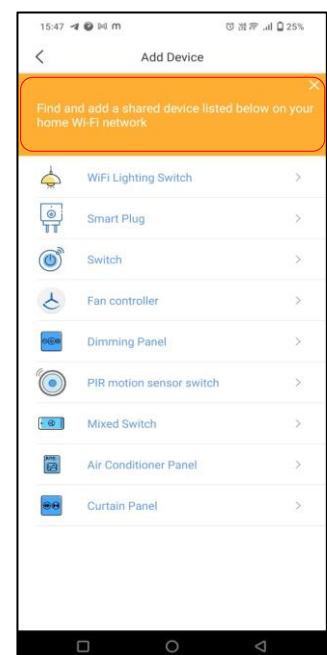 15:47 25%
Add Device
Find and add a shared device listed below on your
home Wi-Fi network
WiFi Lighting Switch
Smart Plug
Switch
Fan controller
Dimming Panel
PIR motion sensor switch
Mixed Switch
Air Conditioner Panel
Curtain Panel